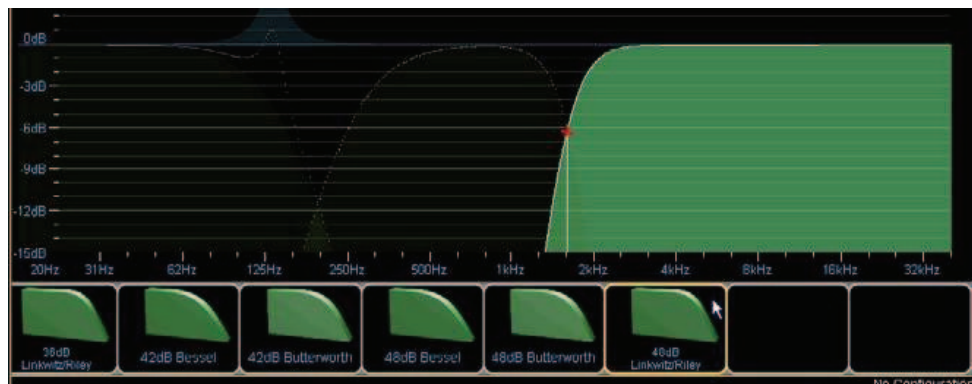 0dB
-3dB
-6dB
-9dB
-12dB
-15dB
20Hz 31Hz 62Hz 125Hz 250Hz 500Hz 1kHz 2kHz 4kHz 8kHz 16kHz 32kHz
36dB
Linkwitz/Riley
42dB Bessel
42dB Butterworth
48dB Bessel
48dB Butterworth
48dB
Linkwitz/Riley
No Configuration